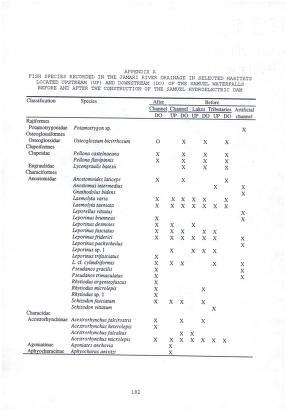 APPENDIX A
FISH SPECIES RECORDED IN THE JAMARI RIVER DRAINAGE IN SELECTED HABITATS
LOCATED UPSTREAM (UP) AND DOWNSTREAM (DO) OF THE SAMUEL WATERFALLS
BEFORE AND AFTER THE CONSTRUCTION OF THE SAMUEL HYDROELECTRIC DAM
Classification Species After Before
Channel Channel Lakes Tributaries Artificial
DO UP DO UP DO UP DO channel
Rajiformes
Potamotrygonidae Potamotrygon sp. X
Osteoglossiformes
Osteoglossidae Osteoglossum bicirrhosum O X X X
Clupeiformes
Clupeidae Pellona castelnaeana X X X X
Pellona flavipinnis X X X X
Engraulidae Lycengraulis batesii X X X
Characiformes
Anostomidae Anostomoides laticeps X X X
Anostomus intermedius X X
Gnathodolus bidens X
Laemolyta varia X X X X X X
Laemolyta taeniata X X X X X X X
Leporellus vittatus X
Leporinus brunneus X X
Leporinus desmotes X X X
Leporinus fasciatus X X X X X X
Leporinus friderici X X X X X X X
Leporinus pachycheilus X
Leporinus sp. 1 X X X X
Leporinus trifasciatus X
L. cf. cylindriformis X X X X X
Pseudanos gracilis X X
Pseudanos trimaculatus X X
Rhytiodus argenteofuscus X
Rhytiodus microlepis X X
Rhytiodus sp. 1 X
Schizodon fasciatum X X X X
Schizodon vittatum X
Characidae
Acestrorhynchinae Acestrorhynchus falcirostris X X X
Acestrorhynchus heterolepis X
Acestrorhynchus falcatus X X
Acestrorhynchus microlepis X X X X X X X
Agoniatinae Agoniates anchovia X
Aphyocharacinae Aphyocharax X
182